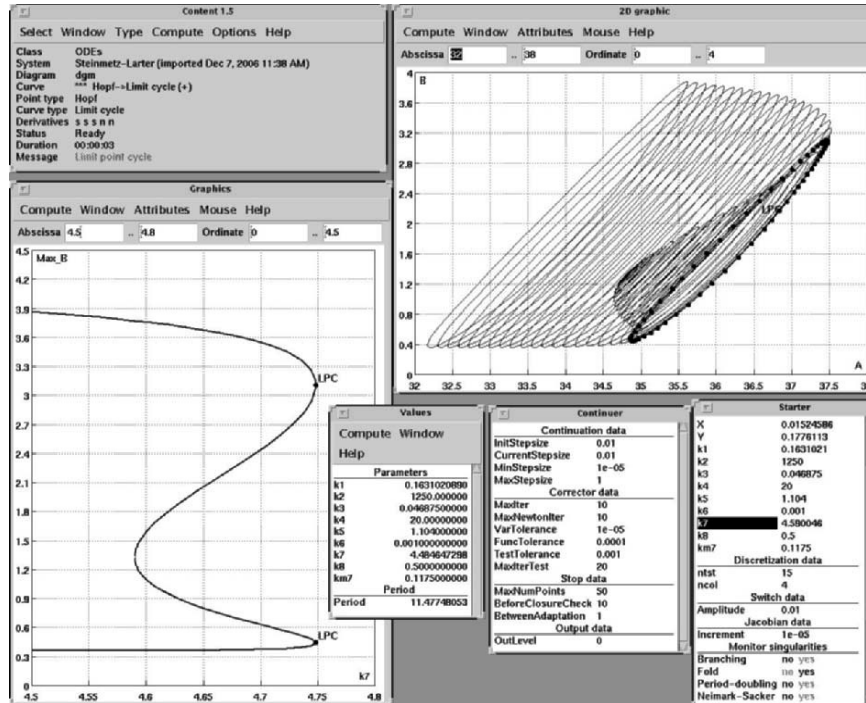 Content 1.5
Select Window Type Compute Options Help
Class ODEs
System Steinmetz-Larter (imported Dec 7, 2006 11:38 AM)
Diagram dgm
Curve *** Hopf->Limit cycle (+)
Point type Hopf
Curve type Limit cycle
Derivatives s s s n n
Status Ready
Duration 00:00:03
Message Limit point cycle
2D graphic
Compute Window Attributes Mouse Help
Abscissa 32 .. 38 Ordinate 0 .. 4
B
4
3.6
3.2
2.8
2.4
2
1.6
1.2
0.8
0.4
0
LPC
A
32 32.5 33 33.5 34 34.5 35 35.5 36 36.5 37 37.5
Graphics
Compute Window Attributes Mouse Help
Abscissa 4.5 .. 4.8 Ordinate 0 .. 4.5
Max_B
4.5
4.2
3.9
3.6
3.3
3
2.7
2.4
2.1
1.8
1.5
1.2
0.9
0.6
0.3
0
LPC
LPC
k7
4.5 4.55 4.6 4.65 4.7 4.75 4.8
Values
Compute Window
Help
Parameters
k1 0.1631020890
k2 1250.000000
k3 0.04687500000
k4 20.00000000
k5 1.104000000
k6 0.001000000000
k7 4.484647298
k8 0.5000000000
km7 0.1175000000
Period
Period 11.47748053
Continuer
Continuation data
InitStepsize 0.01
CurrentStepsize 0.01
MinStepsize 1e-05
MaxStepsize 1
Corrector data
MaxIter 10
MaxNewtonIter 10
VarTolerance 1e-05
FuncTolerance 0.0001
TestTolerance 0.001
MaxIterTest 20
Stop data
MaxNumPoints 50
BeforeClosureCheck 10
BetweenAdaptation 1
Output data
OutLevel 0
Starter
X 0.01524586
Y 0.1776113
k1 0.1631021
k2 1250
k3 0.046875
k4 20
k5 1.104
k6 0.001
k7 4.590046
k8 0.5
km7 0.1175
Discretization data
ntst 15
ncol 4
Switch data
Amplitude 0.01
Jacobian data
Increment 1e-05
Monitor singularities
Branching no yes
Fold no yes
Period-doubling no yes
Neimark-Sacker no yes